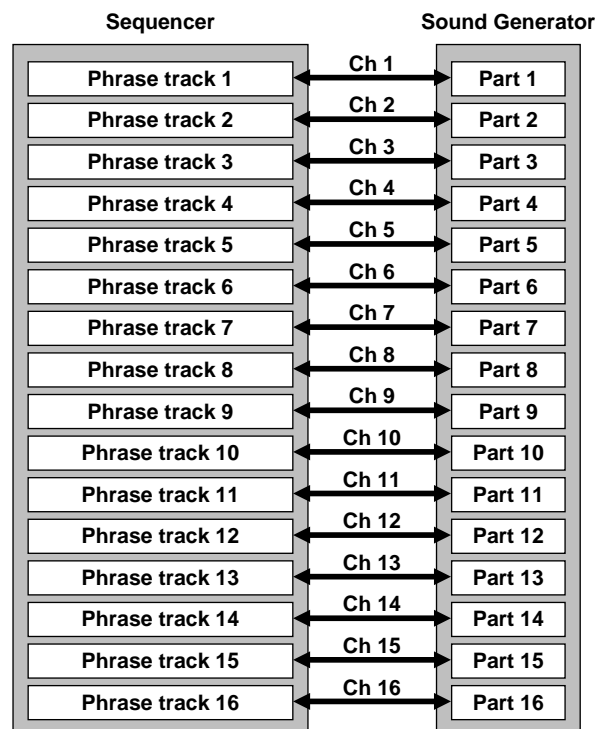 Sequencer Sound Generator
Phrase track 1 Ch 1 Part 1
Phrase track 2 Ch 2 Part 2
Phrase track 3 Ch 3 Part 3
Phrase track 4 Ch 4 Part 4
Phrase track 5 Ch 5 Part 5
Phrase track 6 Ch 6 Part 6
Phrase track 7 Ch 7 Part 7
Phrase track 8 Ch 8 Part 8
Phrase track 9 Ch 9 Part 9
Phrase track 10 Ch 10 Part 10
Phrase track 11 Ch 11 Part 11
Phrase track 12 Ch 12 Part 12
Phrase track 13 Ch 13 Part 13
Phrase track 14 Ch 14 Part 14
Phrase track 15 Ch 15 Part 15
Phrase track 16 Ch 16 Part 16